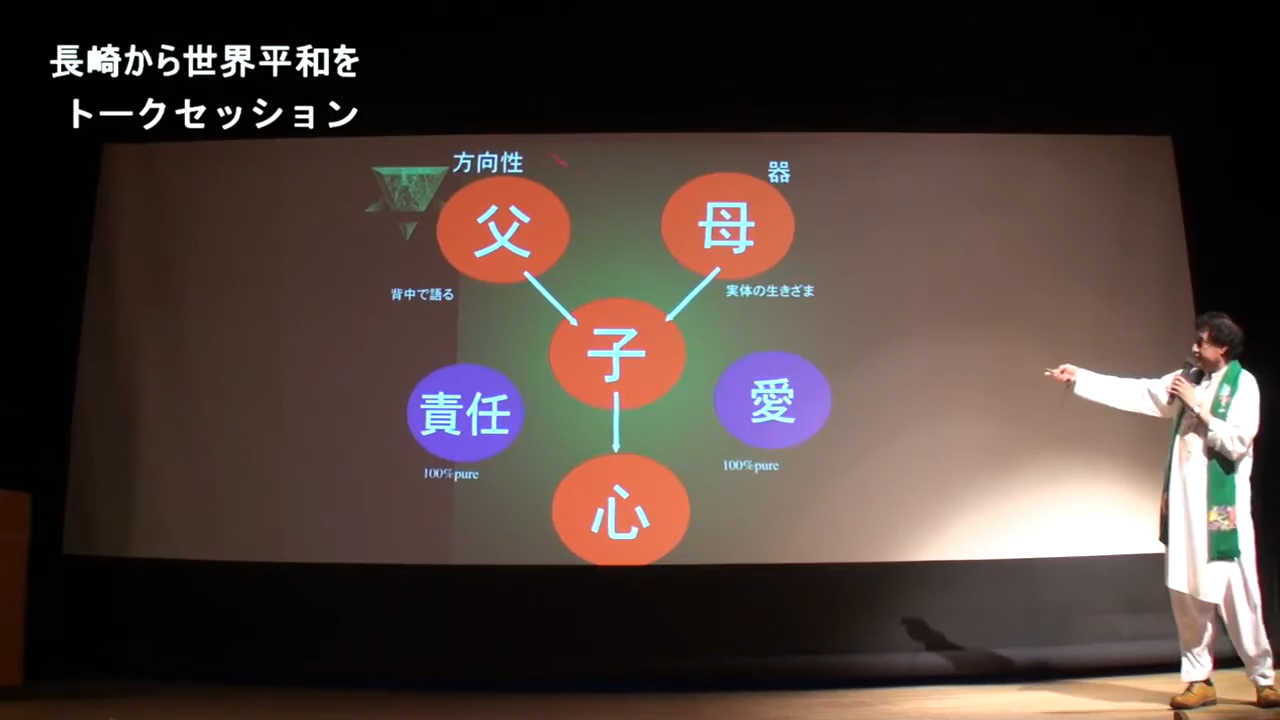 長崎から世界平和を
トークセッション
方向性
器
父
母
背中で語る
実体の生きざま
子
責任
愛
100%pure
100%pure
心